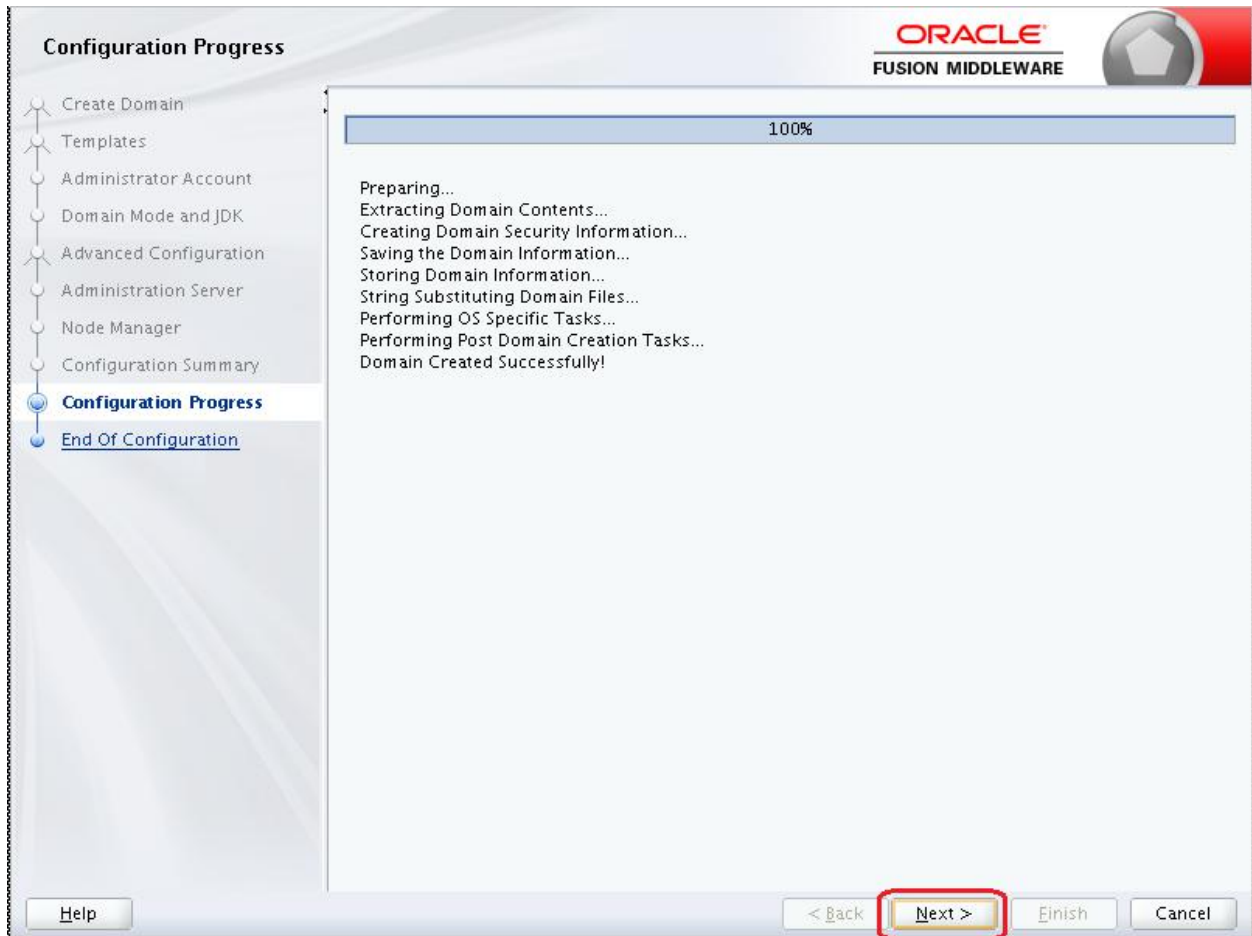 Configuration Progress
ORACLE
FUSION MIDDLEWARE
Create Domain
Templates
Administrator Account
Domain Mode and JDK
Advanced Configuration
Administration Server
Node Manager
Configuration Summary
Configuration Progress
End Of Configuration
100%
Preparing...
Extracting Domain Contents...
Creating Domain Security Information...
Saving the Domain Information...
Storing Domain Information...
String Substituting Domain Files...
Performing OS Specific Tasks...
Performing Post Domain Creation Tasks...
Domain Created Successfully!
Help
< Back
Next >
Finish
Cancel